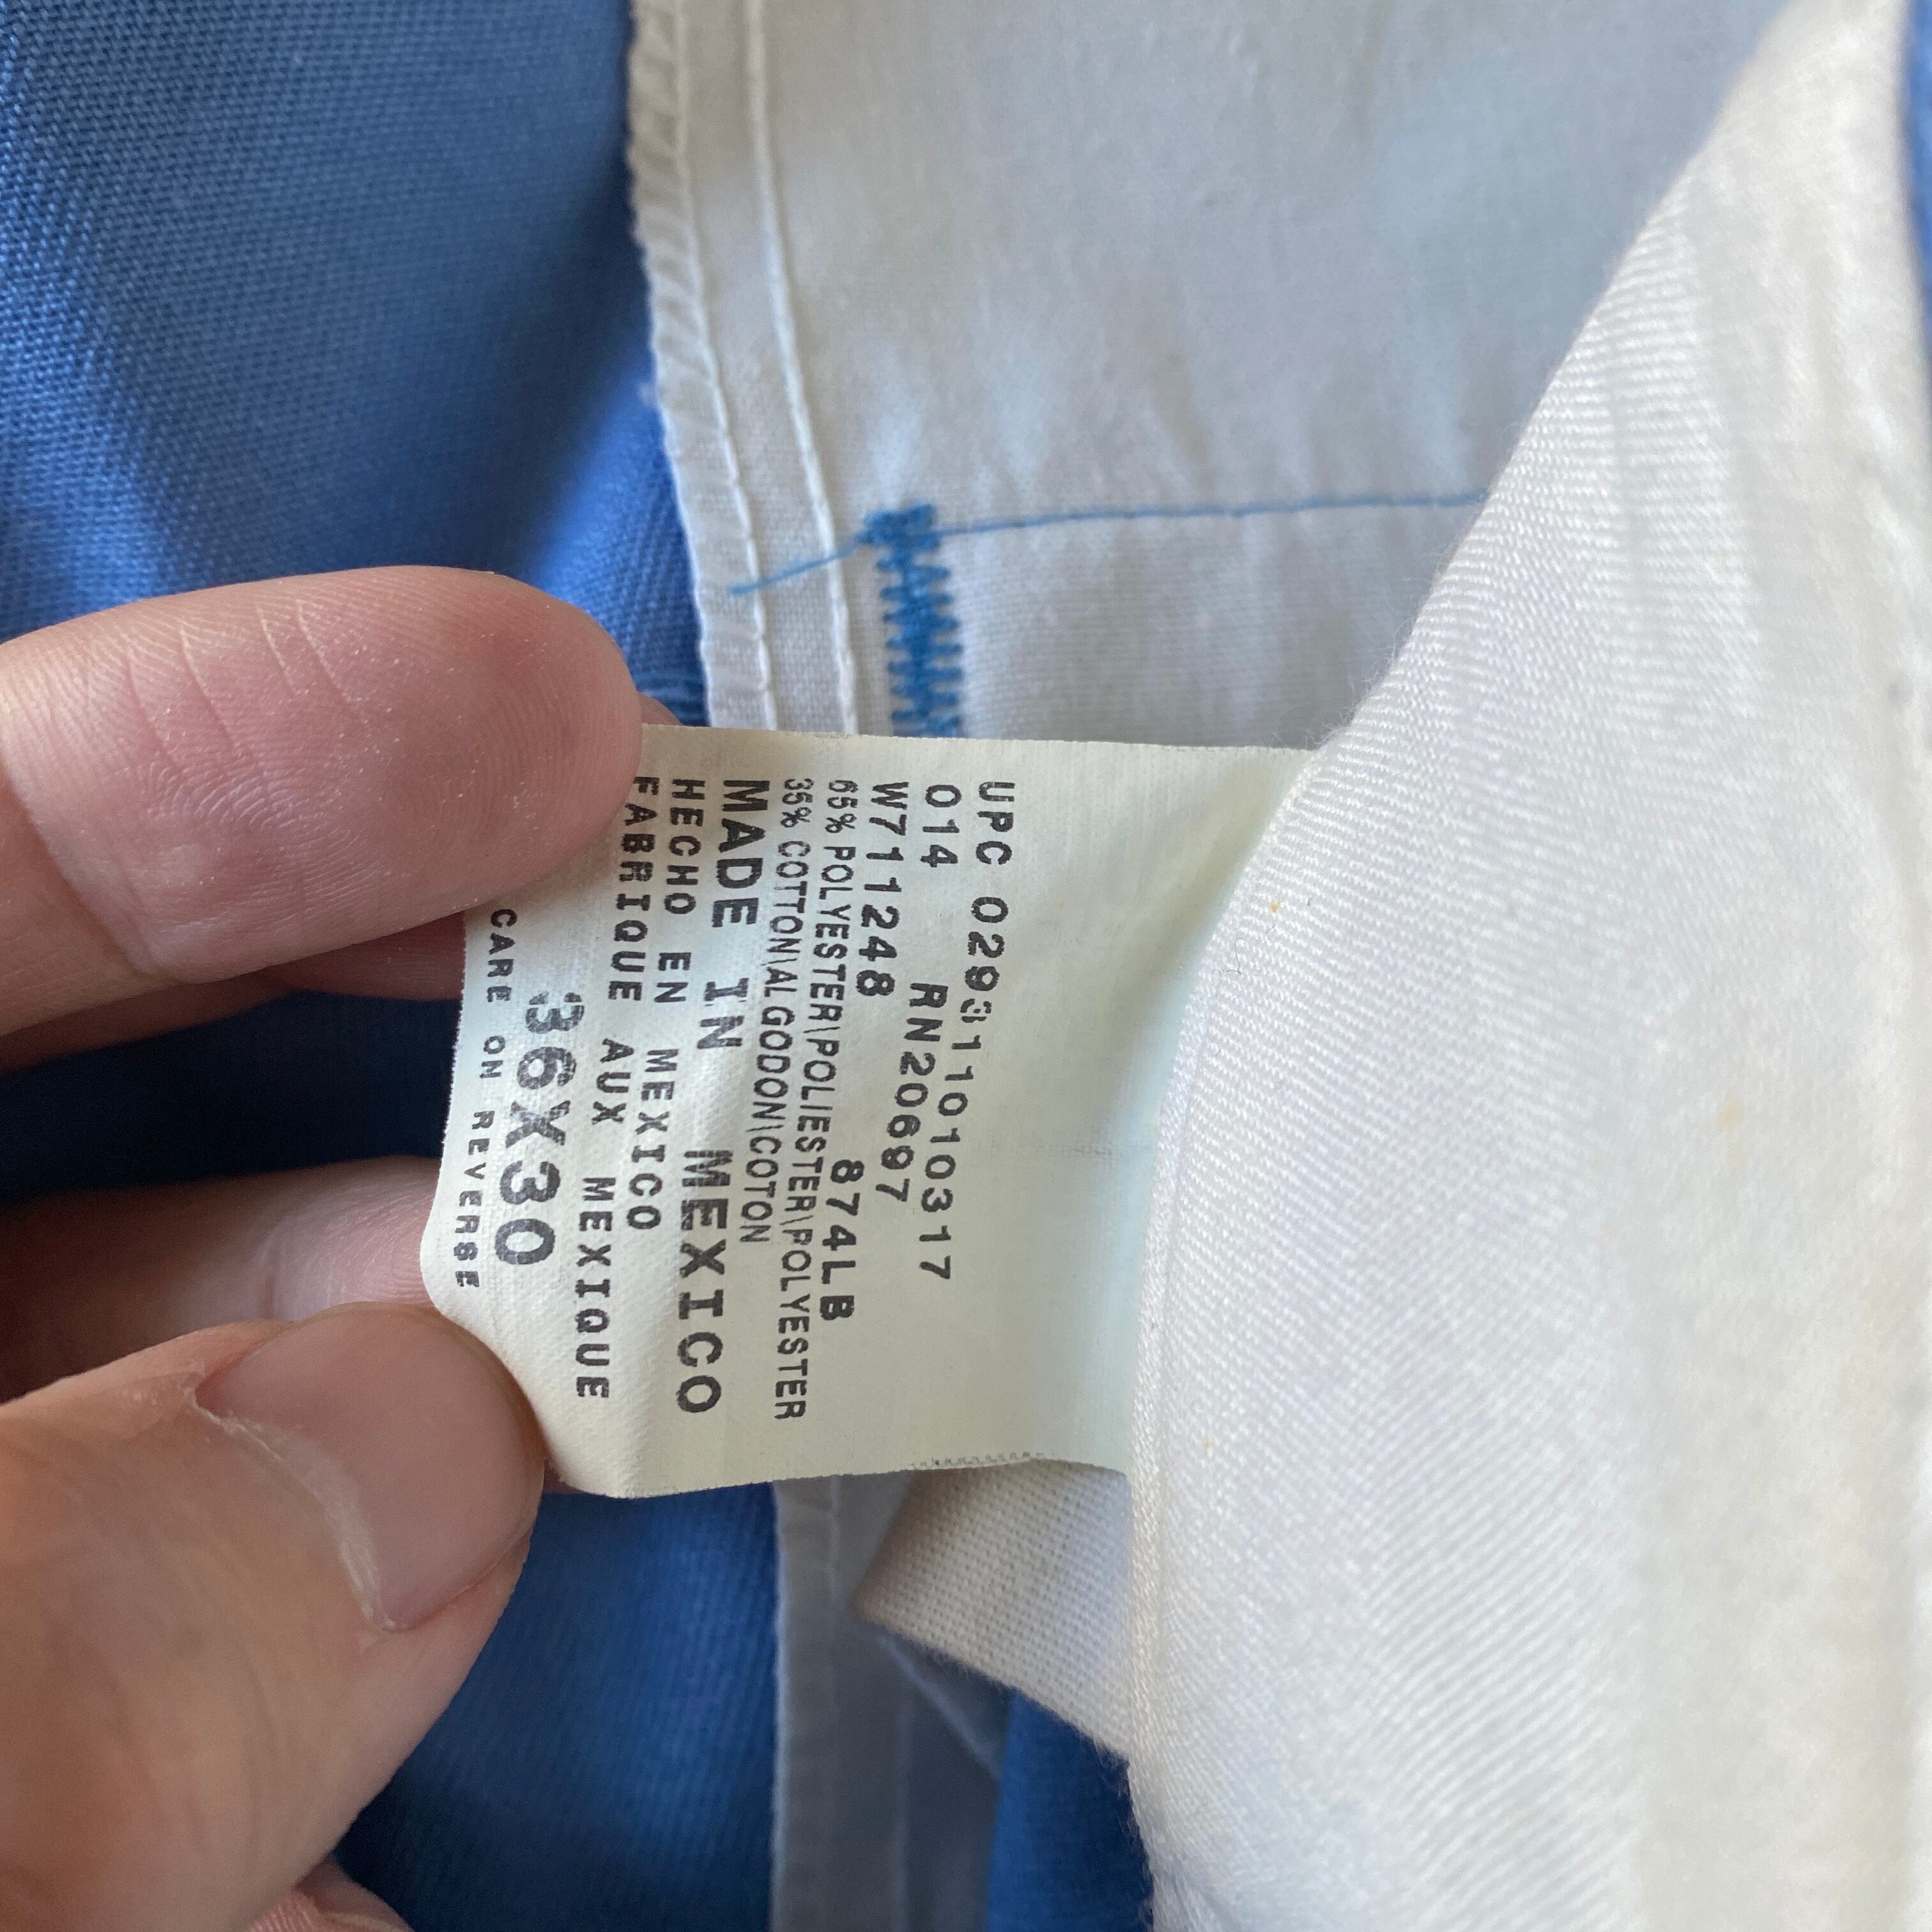 UPC 029311010317
014 RN20697
W711248 874LB
65% POLYESTER\POLIESTER\POLYESTER
35% COTTON\ALGODON\COTON
MADE IN MEXICO
HECHO EN MEXICO
FABRIQUE AUX MEXIQUE
36X30
CARE ON REVERSE